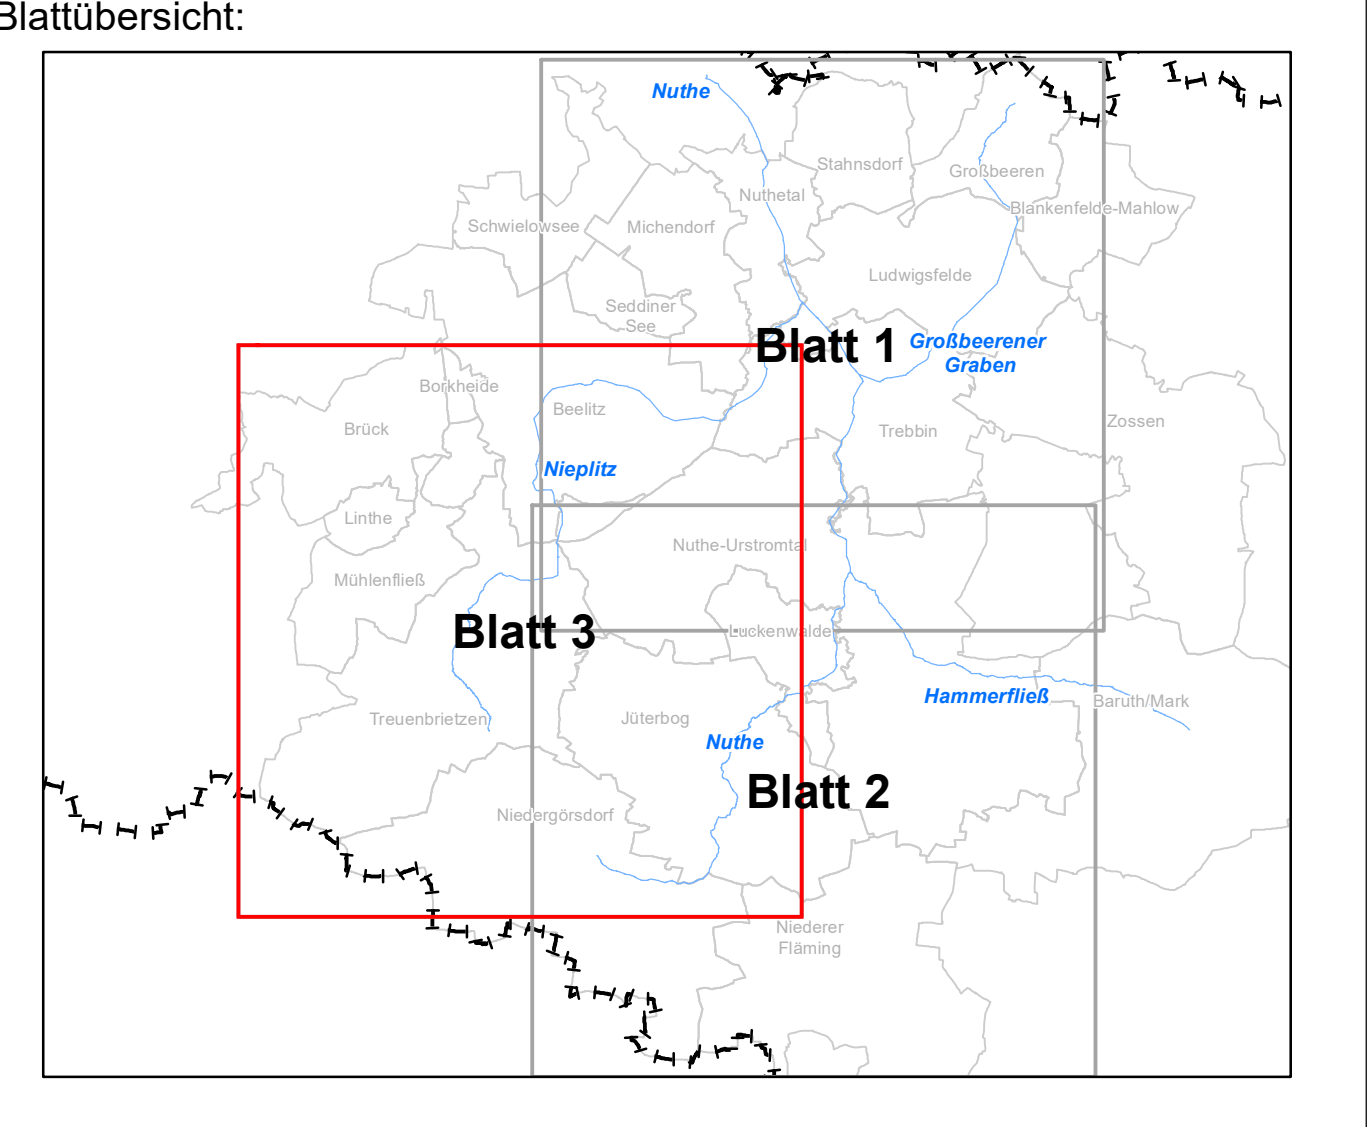 Blattübersicht:
Nuthe
Stahnsdorf
Großbeeren
Nuthetal
Blankenfelde-Mahlow
Schwielowsee
Michendorf
Ludwigsfelde
Seddiner
See
Blatt 1
Großbeerener
Graben
Borkheide
Beelitz
Brück
Trebbin
Zossen
Nieplitz
Linthe
Nuthe-Urstromtal
Mühlenfließ
Blatt 3
Luckenwalde
Hammerfließ
Baruth/Mark
Treuenbrietzen
Jüterbog
Nuthe
Blatt 2
Niedergörsdorf
Niederer
Fläming